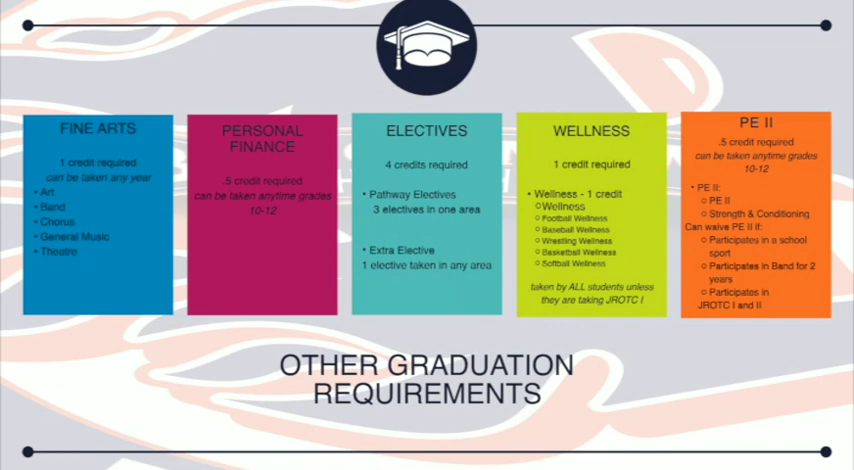 FINE ARTS
1 credit required
can be taken any year
• Art
• Band
• Chorus
• General Music
• Theatre
PERSONAL
FINANCE
.5 credit required
can be taken anytime grades
10-12
ELECTIVES
4 credits required
• Pathway Electives
3 electives in one area
• Extra Elective
1 elective taken in any area
WELLNESS
1 credit required
• Wellness - 1 credit
○Wellness
○ Football Wellness
○ Baseball Wellness
○ Wrestling Wellness
○ Basketball Wellness
○ Softball Wellness
taken by ALL students unless
they are taking JROTC I
PE II
.5 credit required
can be taken anytime grades
10-12
• PE II:
○ PE II
○ Strength & Conditioning
Can waive PE II if:
○ Participates in a school
sport
○ Participates in Band for 2
years
○ Participates in
JROTC I and II
OTHER GRADUATION
REQUIREMENTS